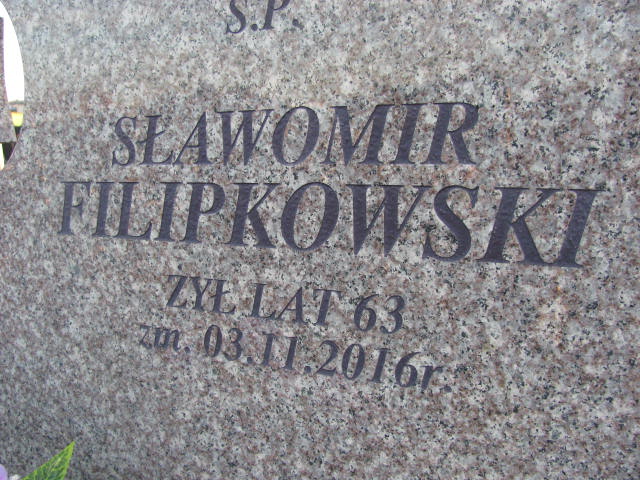 Ś.P.
SŁAWOMIR
FILIPKOWSKI
ŻYŁ LAT 63
zm. 03.11.2016r.